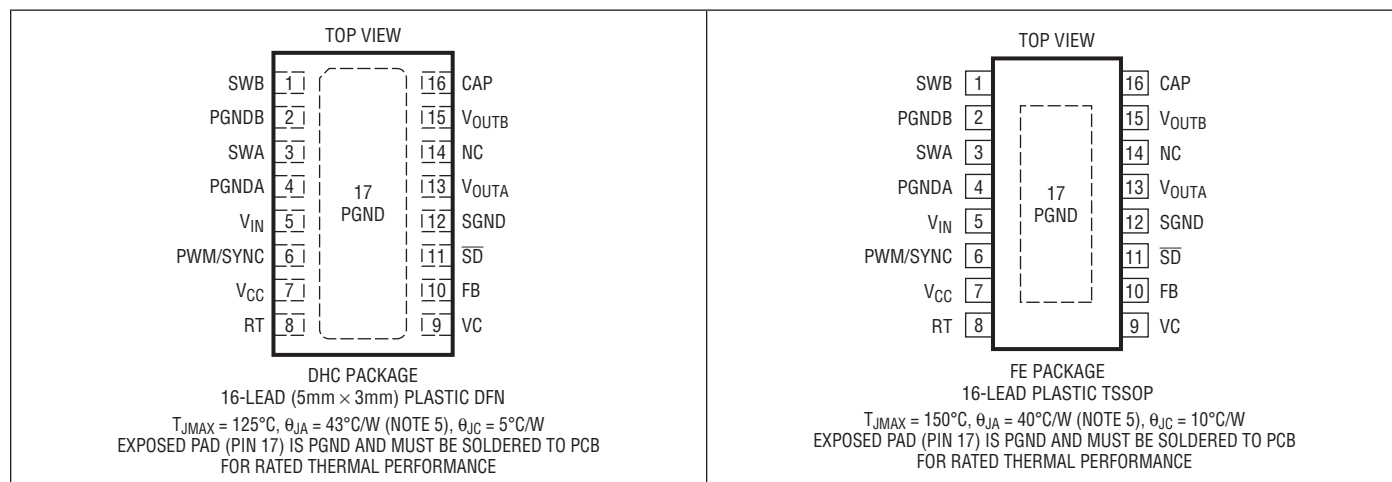 TOP VIEW
SWB 1
PGNDB 2
SWA 3
PGNDA 4
VIN 5
PWM/SYNC 6
VCC 7
RT 8
17
PGND
16 CAP
15 VOUTB
14 NC
13 VOUTA
12 SGND
11 S̅D̅
10 FB
9 VC
DHC PACKAGE
16-LEAD (5mm × 3mm) PLASTIC DFN
TJMAX = 125°C, θJA = 43°C/W (NOTE 5), θJC = 5°C/W
EXPOSED PAD (PIN 17) IS PGND AND MUST BE SOLDERED TO PCB
FOR RATED THERMAL PERFORMANCE
TOP VIEW
SWB 1
PGNDB 2
SWA 3
PGNDA 4
VIN 5
PWM/SYNC 6
VCC 7
RT 8
17
PGND
16 CAP
15 VOUTB
14 NC
13 VOUTA
12 SGND
11 S̅D̅
10 FB
9 VC
FE PACKAGE
16-LEAD PLASTIC TSSOP
TJMAX = 150°C, θJA = 40°C/W (NOTE 5), θJC = 10°C/W
EXPOSED PAD (PIN 17) IS PGND AND MUST BE SOLDERED TO PCB
FOR RATED THERMAL PERFORMANCE